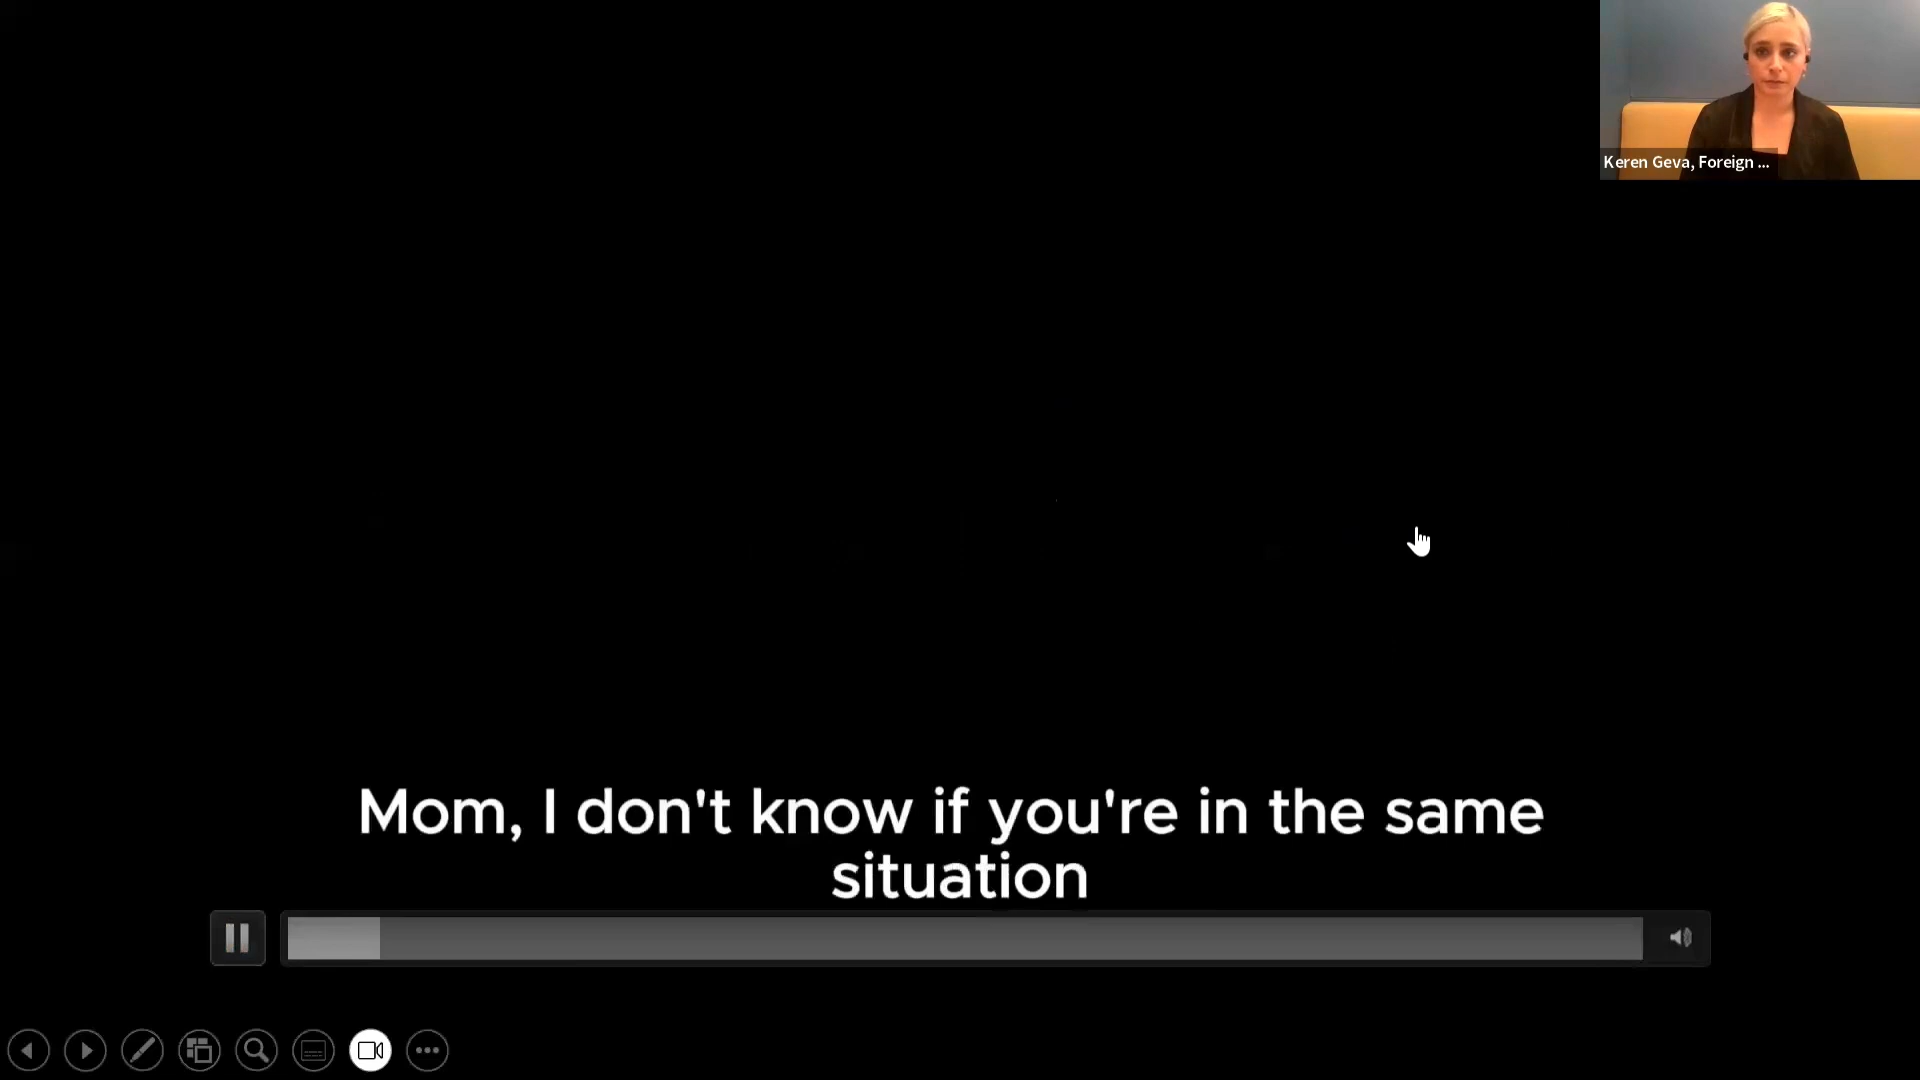 Keren Geva, Foreign ...
Mom, I don't know if you're in the same
situation